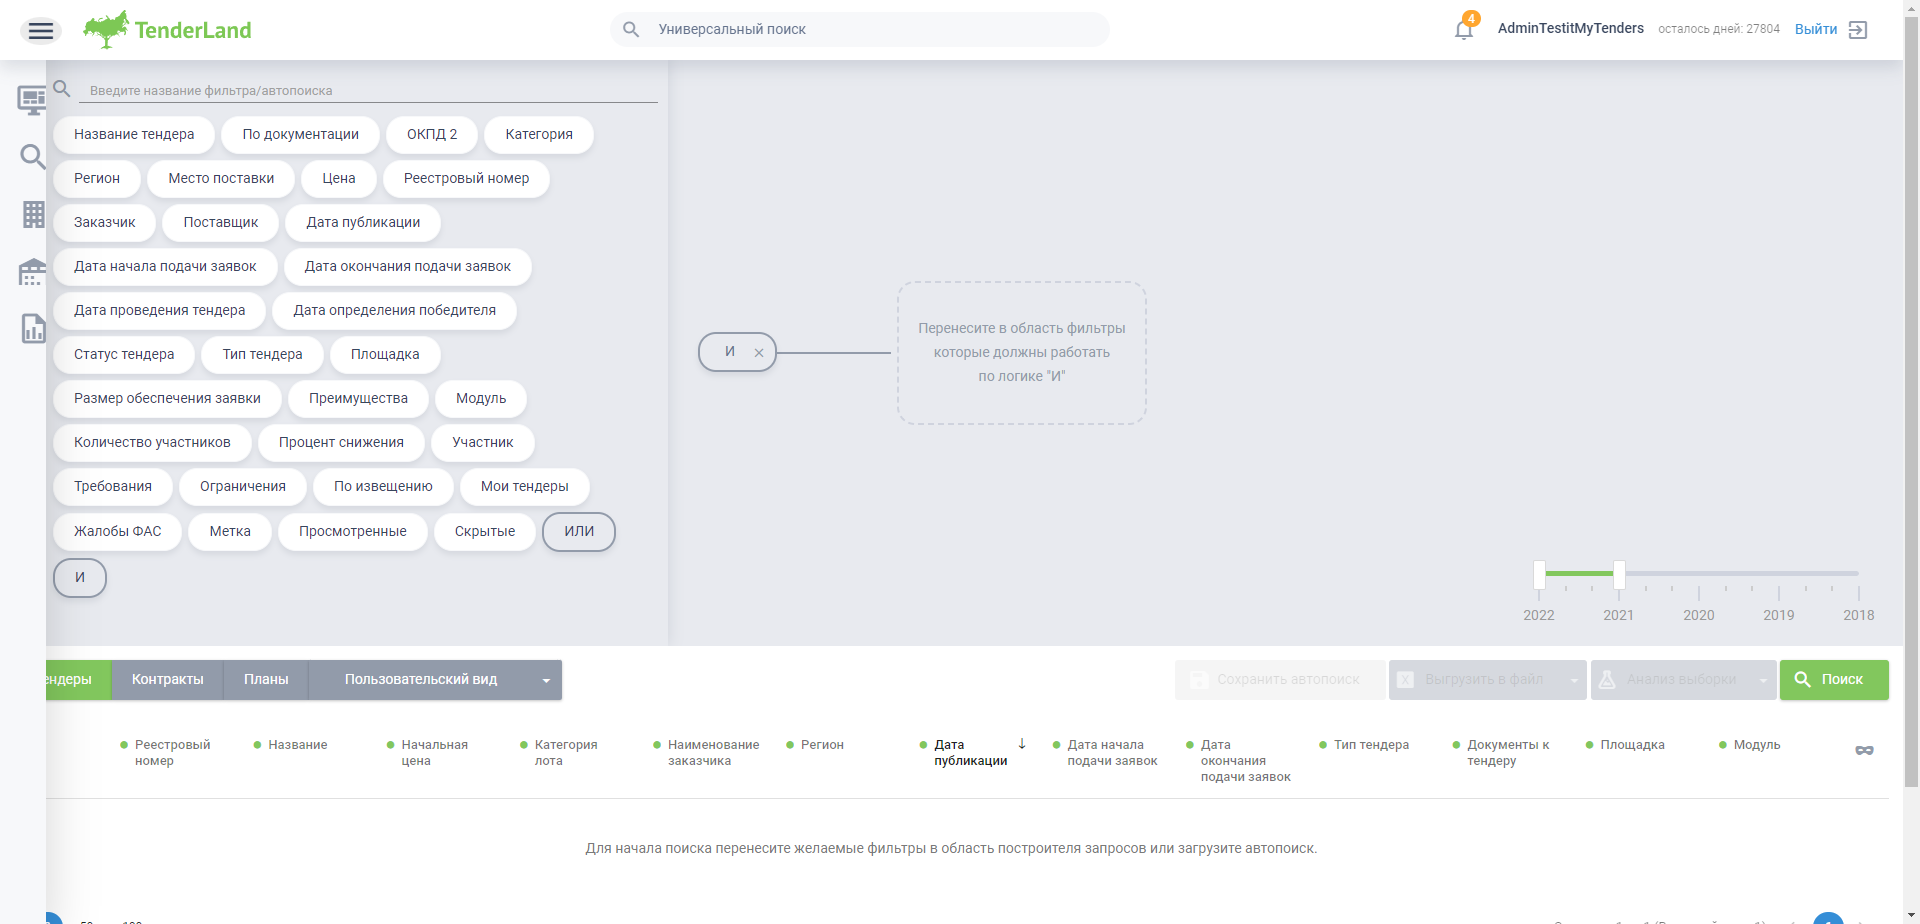 TenderLand
Универсальный поиск
4
AdminTestitMyTenders
осталось дней: 27804
Выйти
Введите название фильтра/автопоиска
Название тендера
По документации
ОКПД 2
Категория
Регион
Место поставки
Цена
Реестровый номер
Заказчик
Поставщик
Дата публикации
Дата начала подачи заявок
Дата окончания подачи заявок
Дата проведения тендера
Дата определения победителя
Статус тендера
Тип тендера
Площадка
Размер обеспечения заявки
Преимущества
Модуль
Количество участников
Процент снижения
Участник
Требования
Ограничения
По извещению
Мои тендеры
Жалобы ФАС
Метка
Просмотренные
Скрытые
ИЛИ
И
И
Перенесите в область фильтры
которые должны работать
по логике "И"
2022
2021
2020
2019
2018
ендеры
Контракты
Планы
Пользовательский вид
Сохранить автопоиск
Выгрузить в файл
Анализ выборки
Поиск
Реестровый
номер
Название
Начальная
цена
Категория
лота
Наименование
заказчика
Регион
Дата
публикации
Дата начала
подачи заявок
Дата
окончания
подачи заявок
Тип тендера
Документы к
тендеру
Площадка
Модуль
Для начала поиска перенесите желаемые фильтры в область построителя запросов или загрузите автопоиск.